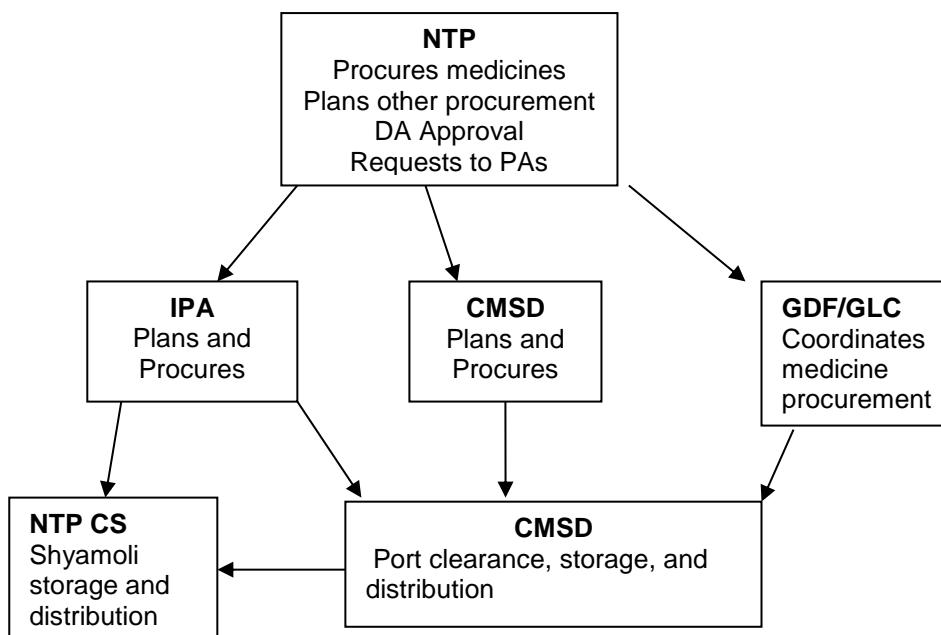 NTP
Procures medicines
Plans other procurement
DA Approval
Requests to PAs
IPA
Plans and
Procures
CMSD
Plans and
Procures
GDF/GLC
Coordinates
medicine
procurement
NTP CS
Shyamoli
storage and
distribution
CMSD
Port clearance, storage, and
distribution